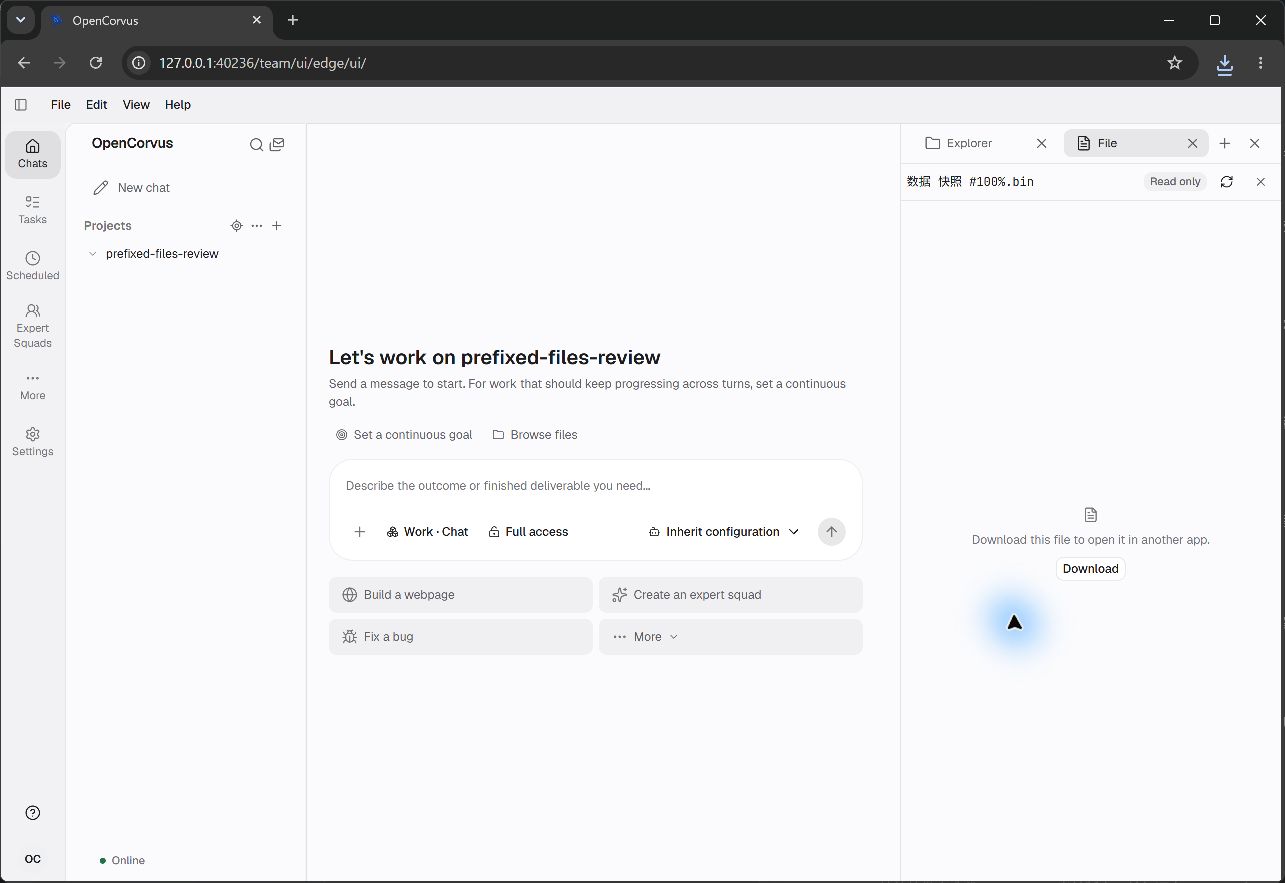 OpenCorvus
127.0.0.1:40236/team/ui/edge/ui/
File Edit View Help
Chats
Tasks
Scheduled
Expert
Squads
More
Settings
OC
OpenCorvus
New chat
Projects
prefixed-files-review
Online
Let's work on prefixed-files-review
Send a message to start. For work that should keep progressing across turns, set a continuous
goal.
Set a continuous goal Browse files
Describe the outcome or finished deliverable you need...
Work · Chat Full access Inherit configuration
Build a webpage Create an expert squad
Fix a bug More
Explorer File
数据 快照 #100%.bin Read only
Download this file to open it in another app.
Download